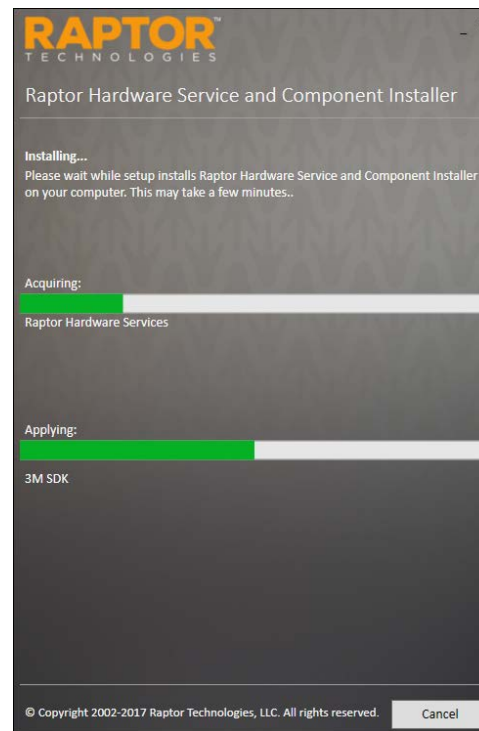 RAPTOR™
TECHNOLOGIES
Raptor Hardware Service and Component Installer
Installing...
Please wait while setup installs Raptor Hardware Service and Component Installer
on your computer. This may take a few minutes..
Acquiring:
Raptor Hardware Services
Applying:
3M SDK
© Copyright 2002-2017 Raptor Technologies, LLC. All rights reserved.
Cancel